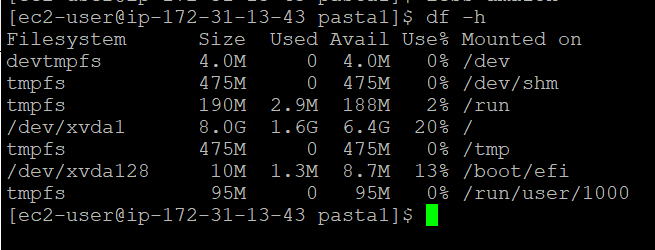 [ec2-user@ip-172-31-13-43 pasta1]$ df -h
Filesystem      Size  Used Avail Use% Mounted on
devtmpfs        4.0M     0  4.0M   0% /dev
tmpfs           475M     0  475M   0% /dev/shm
tmpfs           190M  2.9M  188M   2% /run
/dev/xvda1      8.0G  1.6G  6.4G  20% /
tmpfs           475M     0  475M   0% /tmp
/dev/xvda128     10M  1.3M  8.7M  13% /boot/efi
tmpfs            95M     0   95M   0% /run/user/1000
[ec2-user@ip-172-31-13-43 pasta1]$